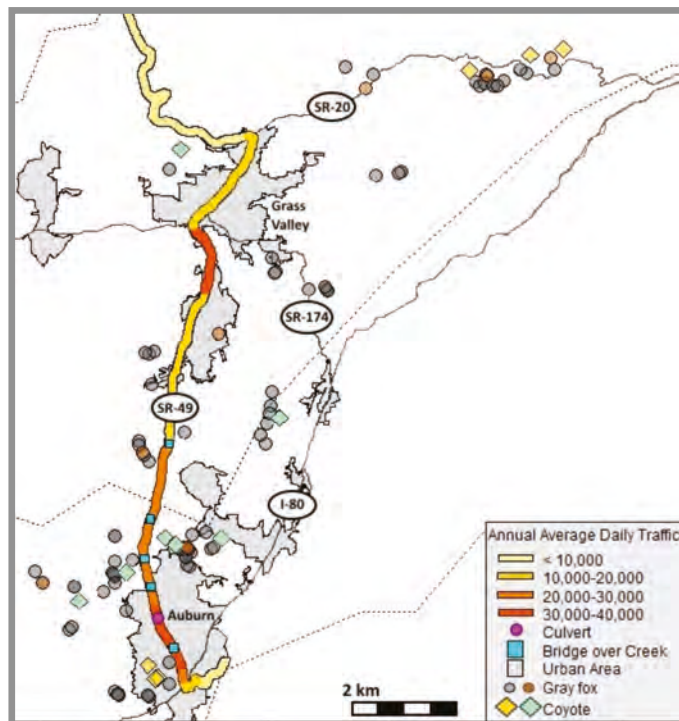 SR-20
Grass
Valley
SR-174
SR-49
I-80
Auburn
2 km
Annual Average Daily Traffic
< 10,000
10,000-20,000
20,000-30,000
30,000-40,000
Culvert
Bridge over Creek
Urban Area
Gray fox
Coyote